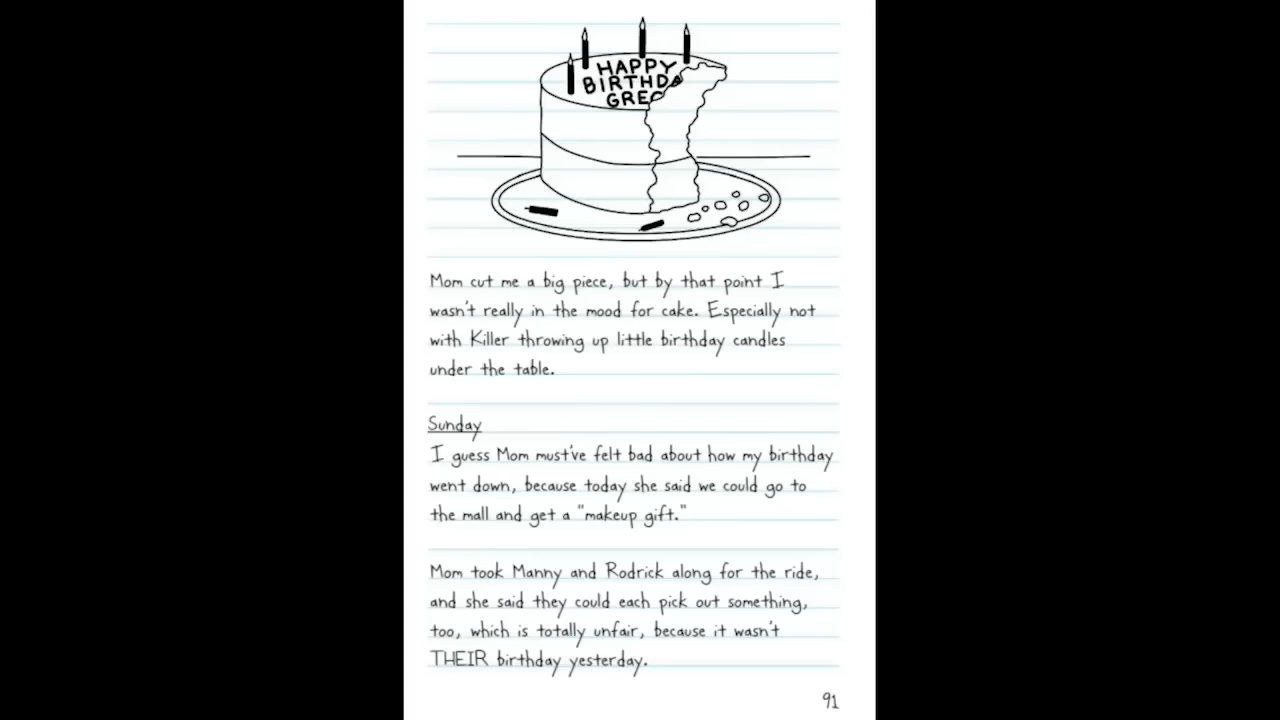 HAPPY
BIRTHDA
GREG
Mom cut me a big piece, but by that point I
wasn't really in the mood for cake. Especially not
with Killer throwing up little birthday candles
under the table.
Sunday
I guess Mom must've felt bad about how my birthday
went down, because today she said we could go to
the mall and get a "makeup gift."
Mom took Manny and Rodrick along for the ride,
and she said they could each pick out something,
too, which is totally unfair, because it wasn't
THEIR birthday yesterday.
91